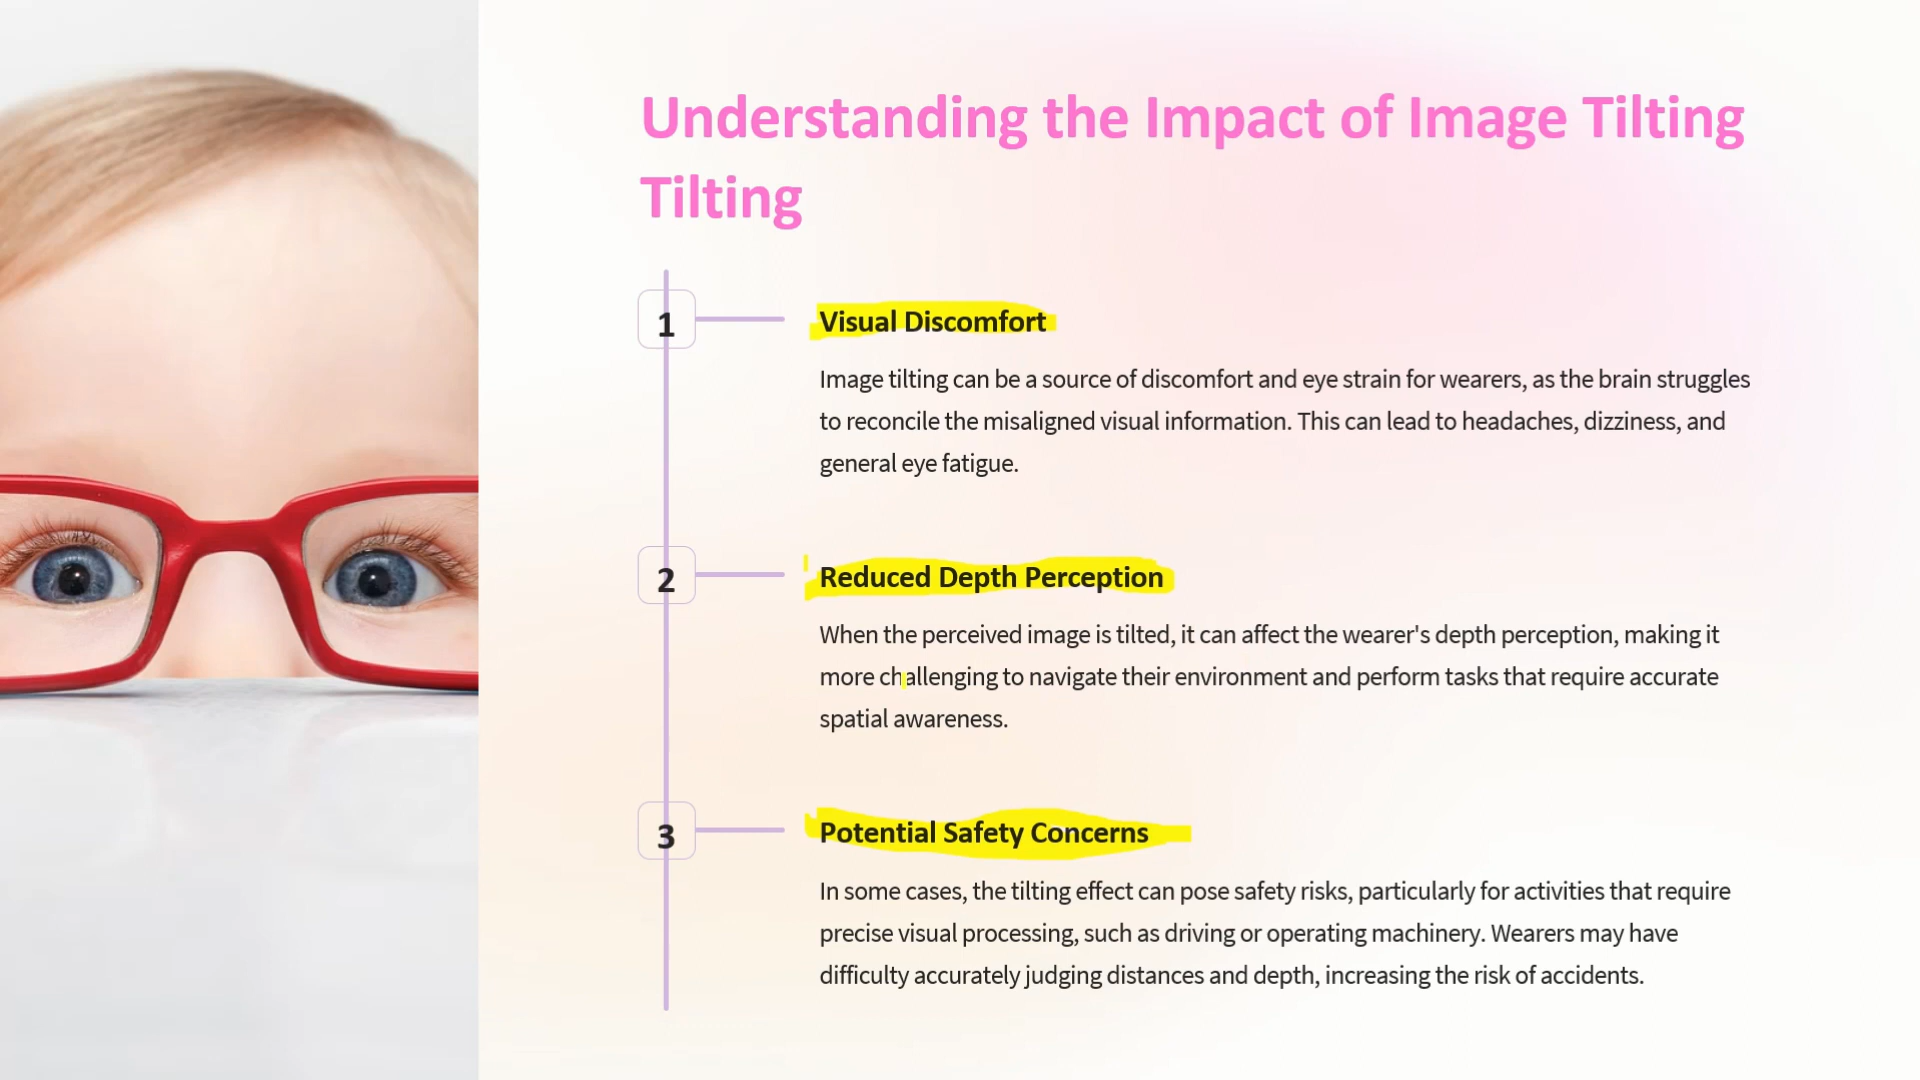 Understanding the Impact of Image Tilting
Tilting
1
Visual Discomfort
Image tilting can be a source of discomfort and eye strain for wearers, as the brain struggles
to reconcile the misaligned visual information. This can lead to headaches, dizziness, and
general eye fatigue.
2
Reduced Depth Perception
When the perceived image is tilted, it can affect the wearer's depth perception, making it
more challenging to navigate their environment and perform tasks that require accurate
spatial awareness.
3
Potential Safety Concerns
In some cases, the tilting effect can pose safety risks, particularly for activities that require
precise visual processing, such as driving or operating machinery. Wearers may have
difficulty accurately judging distances and depth, increasing the risk of accidents.